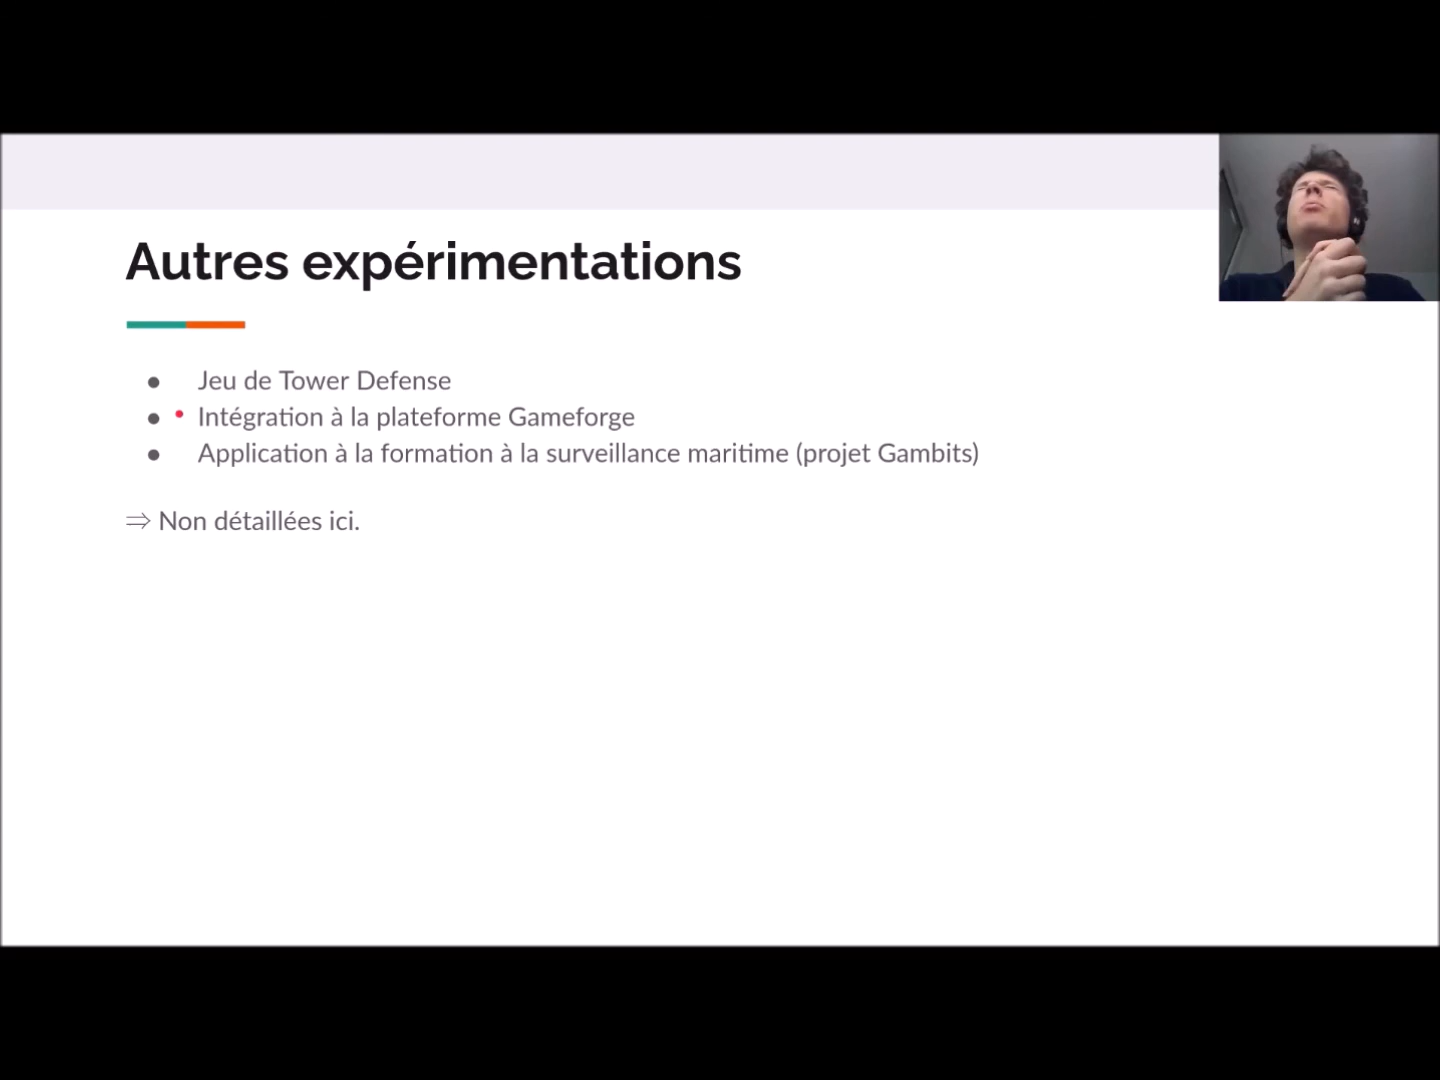 Autres expérimentations
● Jeu de Tower Defense
● Intégration à la plateforme Gameforge
● Application à la formation à la surveillance maritime (projet Gambits)
⇒ Non détaillées ici.